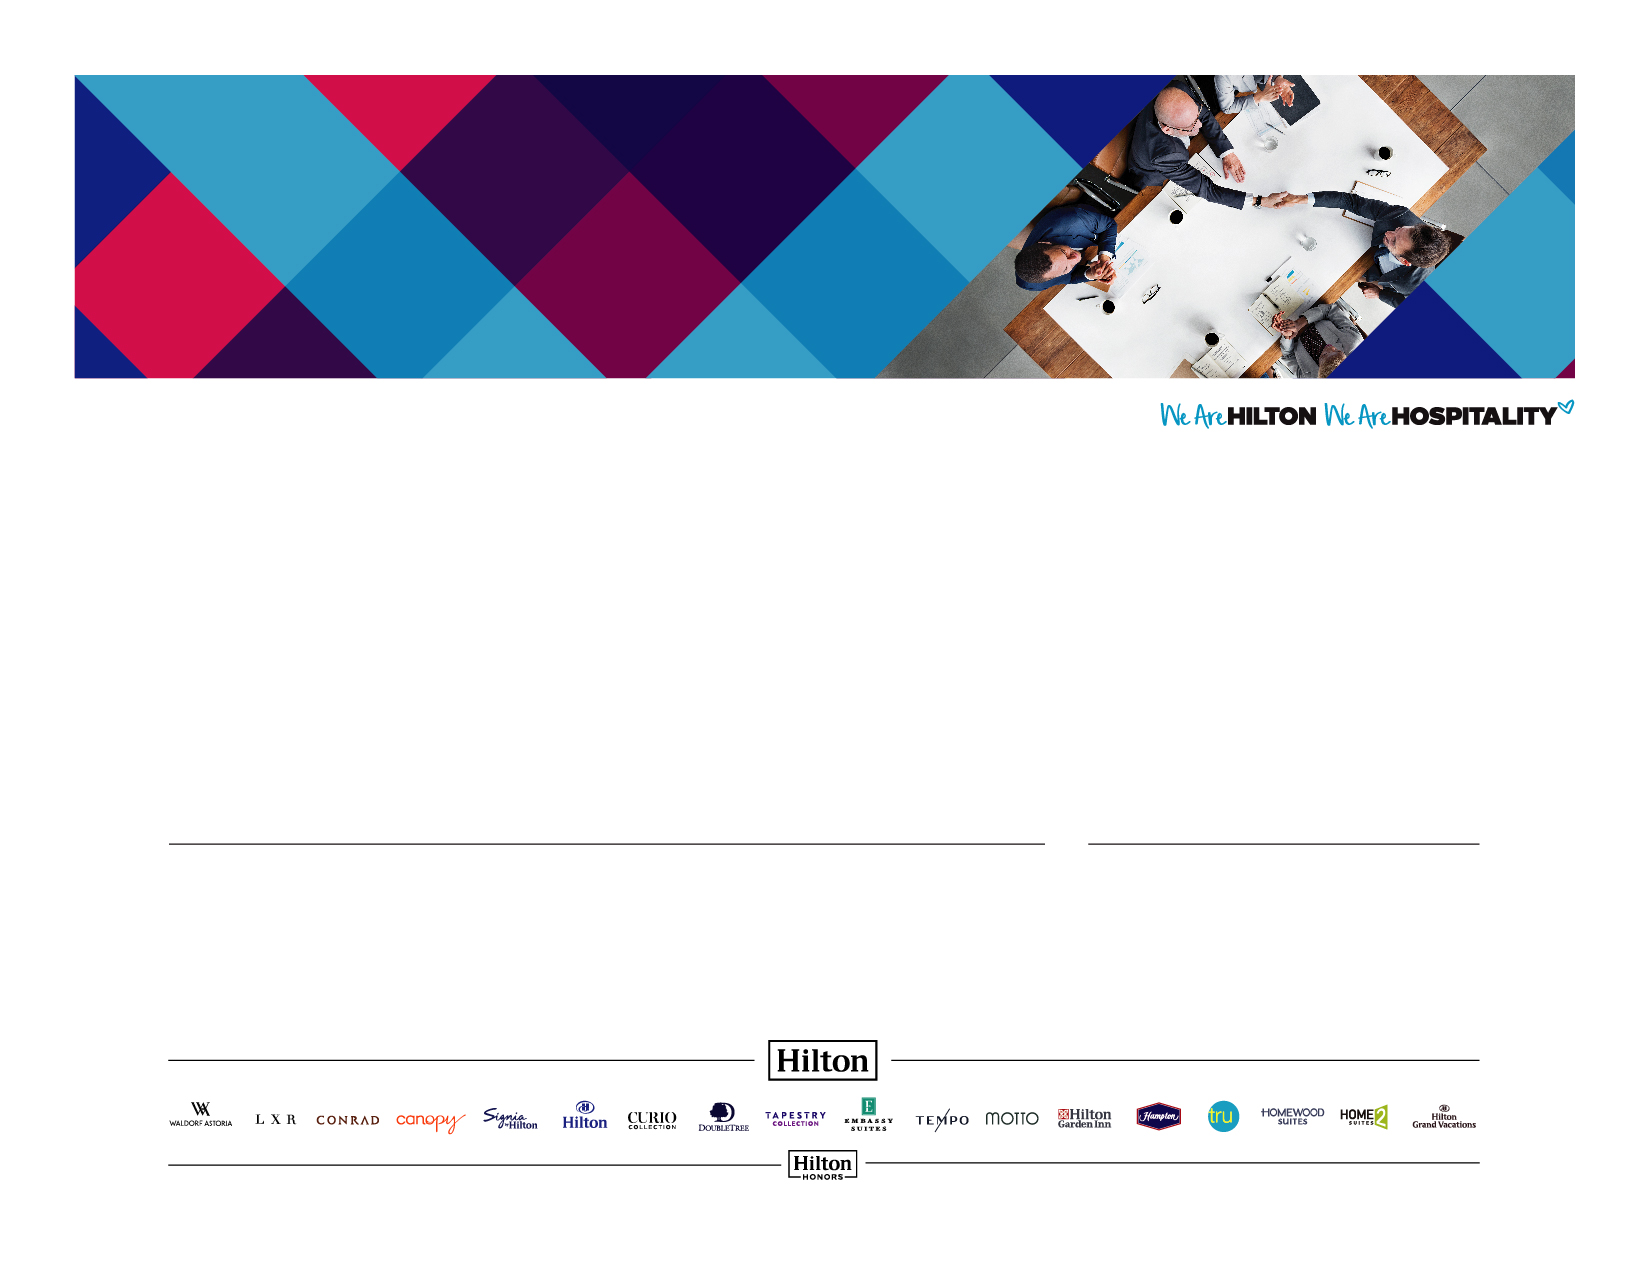 We Are HILTON We Are HOSPITALITY
Hilton
WALDORF ASTORIA
LXR
CONRAD
canopy
Signia by Hilton
Hilton
CURIO COLLECTION
DOUBLETREE
TAPESTRY COLLECTION
E EMBASSY SUITES
TEMPO
MOTTO
Hilton Garden Inn
Hampton
tru
HOMEWOOD SUITES
HOME2 SUITES
Hilton Grand Vacations
Hilton
HONORS